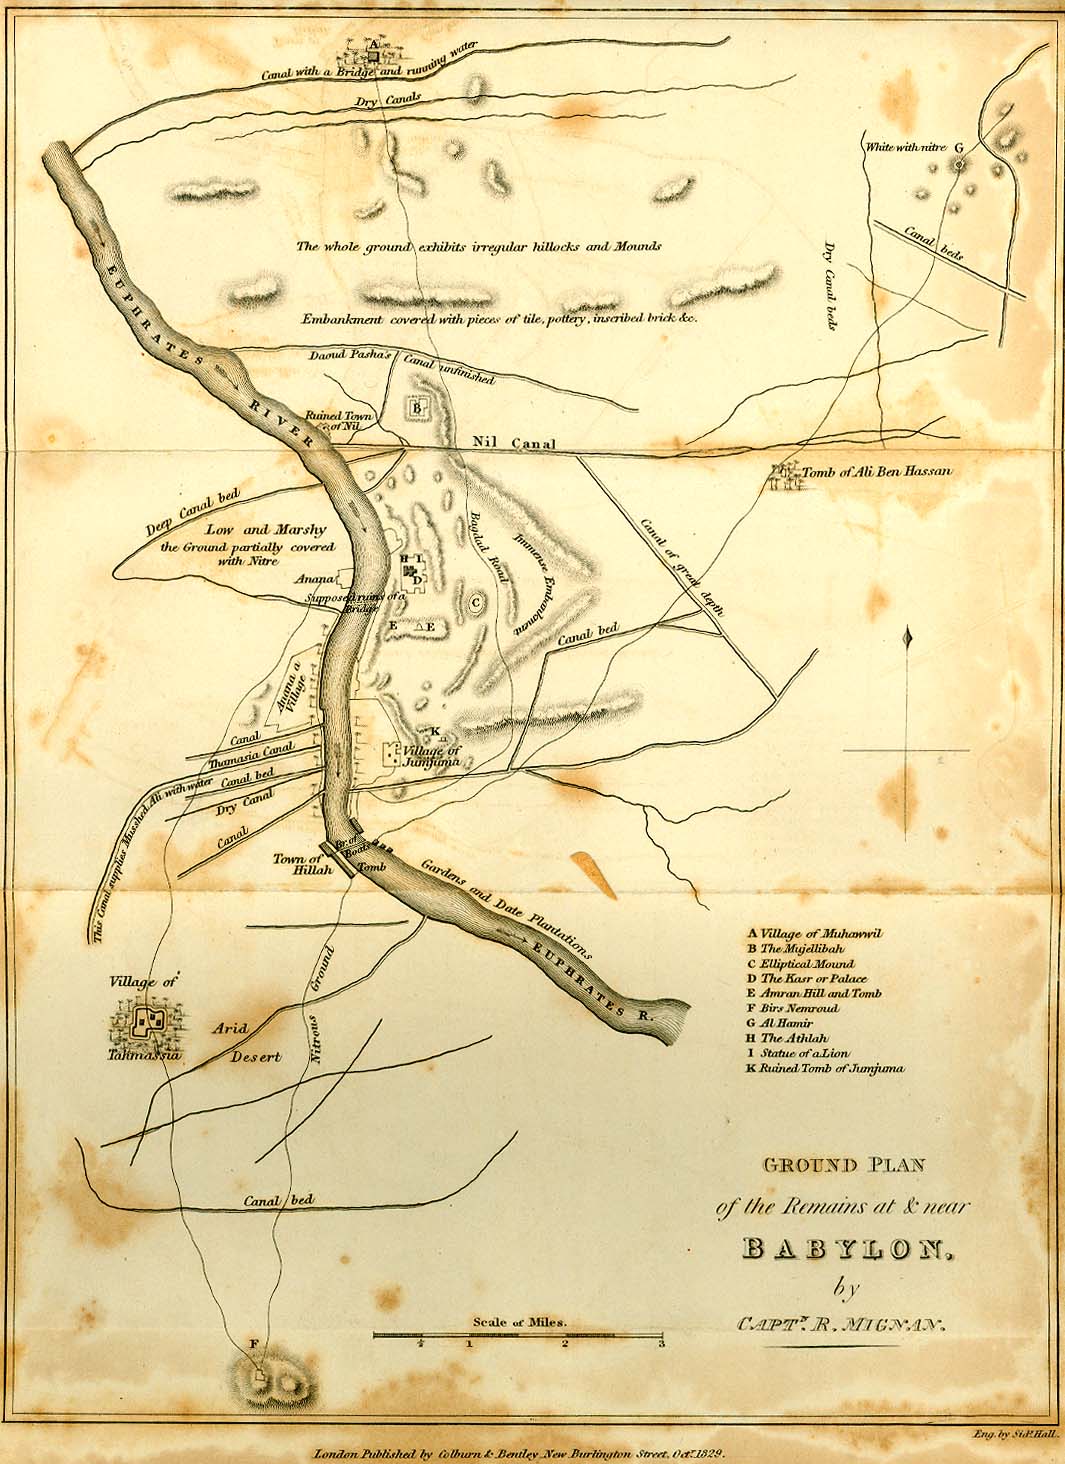 A
Canal with a Bridge and running water
Dry Canals
White with nitre G
The whole ground exhibits irregular hillocks and Mounds
Canal beds
Dry Canal beds
Embankment covered with pieces of tile, pottery, inscribed brick &c.
EUPHRATES RIVER
Daoud Pasha's Canal unfinished
B
Ruined Town
of Nil
Nil Canal
Tomb of Ali Ben Hassan
Deep Canal bed
Low and Marshy
the Ground partially covered
with Nitre
Bagdad Road
Immense Embankment
Canal of great depth
H I
D
Anana
Supposed ruins of a
Bridge
C
E E
Canal bed
Anana a
Village
K
Village of
Jumjuma
Canal
Thamasia Canal
Canal bed
Dry Canal
Canal
This Canal supplies Musshed Ali with water
Br. of
Boats
Town of
Hillah
Tomb
Gardens and Date Plantations
EUPHRATES R.
Village of
Tahmassia
Arid
Desert
Nitrous Ground
Canal bed
F
A Village of Muhawwil
B The Mujellibah
C Elliptical Mound
D The Kasr or Palace
E Amran Hill and Tomb
F Birs Nemroud
G Al Hamir
H The Athlah
I Statue of a Lion
K Ruined Tomb of Jumjuma
GROUND PLAN
of the Remains at & near
BABYLON.
by
CAPTN. R. MIGNAN.
Scale of Miles.
1 2 3
Eng. by Sid.y Hall.
London Published by Colburn & Bentley New Burlington Street, Octr. 1829.